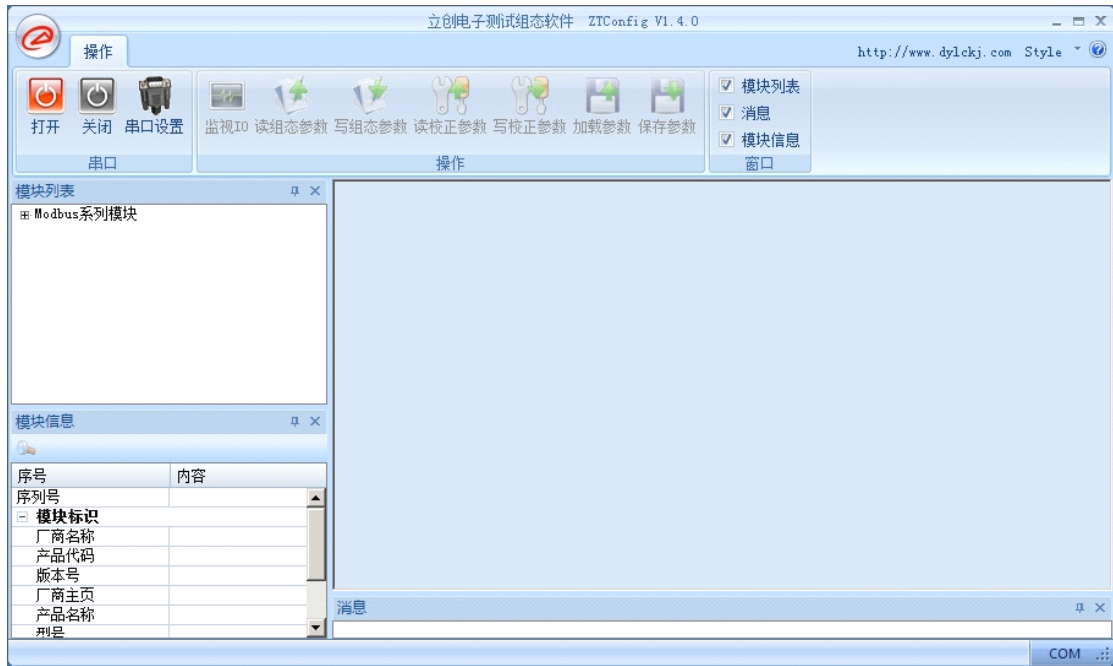 立创电子测试组态软件 ZTConfig V1.4.0
操作
http://www.dylckj.com Style
打开 关闭 串口设置 监视IO 读组态参数 写组态参数 读校正参数 写校正参数 加载参数 保存参数
模块列表
消息
模块信息
串口 操作 窗口
模块列表
Modbus系列模块
模块信息
序号 内容
序列号
模块标识
厂商名称
产品代码
版本号
厂商主页
产品名称
型号
消息
COM